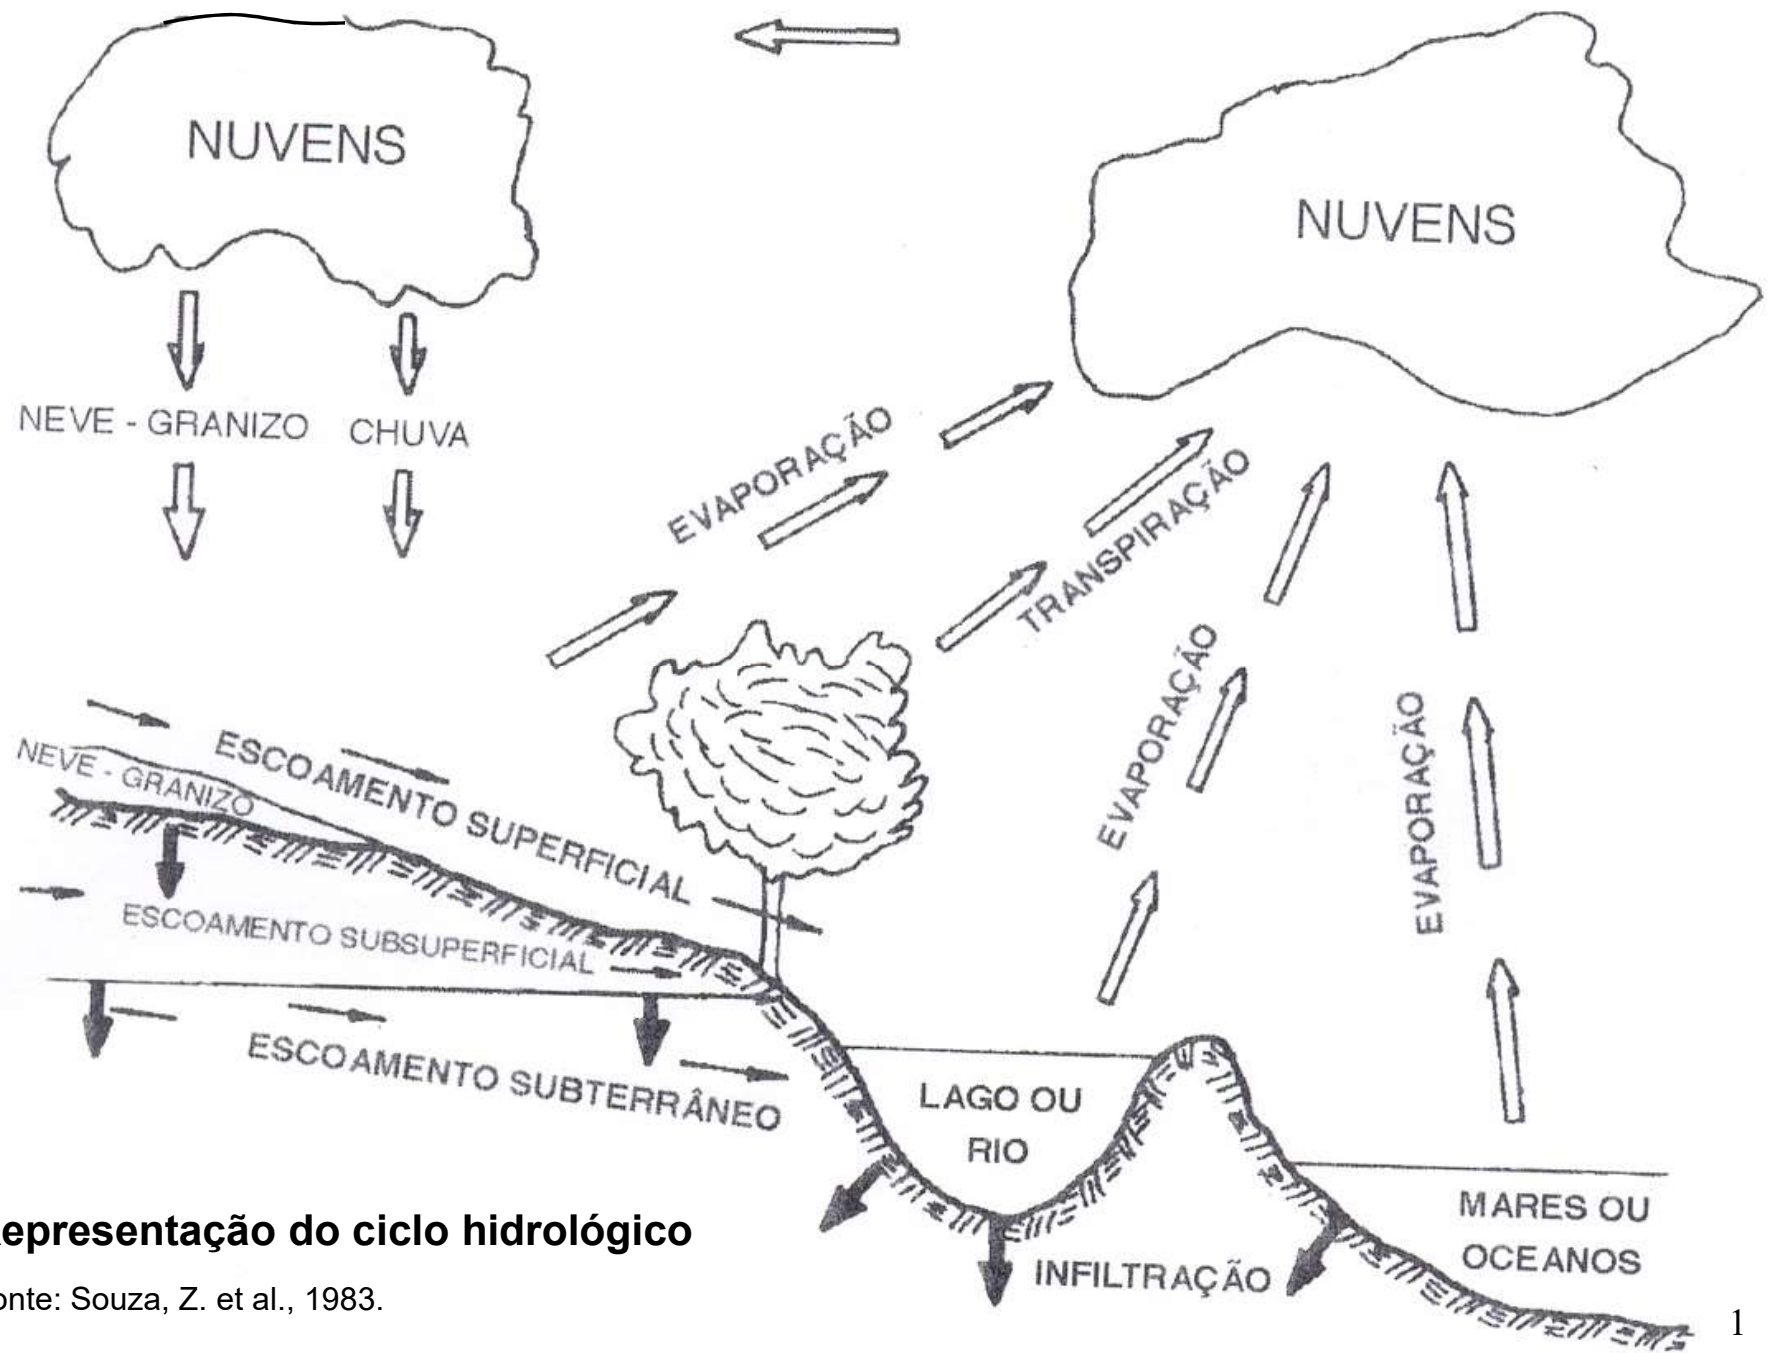 NUVENS
NUVENS
NEVE - GRANIZO
CHUVA
EVAPORAÇÃO
TRANSPIRAÇÃO
EVAPORAÇÃO
EVAPORAÇÃO
ESCOAMENTO SUPERFICIAL
NEVE - GRANIZO
ESCOAMENTO SUBSUPERFICIAL
ESCOAMENTO SUBTERRÂNEO
LAGO OU
RIO
MARES OU
OCEANOS
INFILTRAÇÃO
epresentação do ciclo hidrológico
onte: Souza, Z. et al., 1983.
1